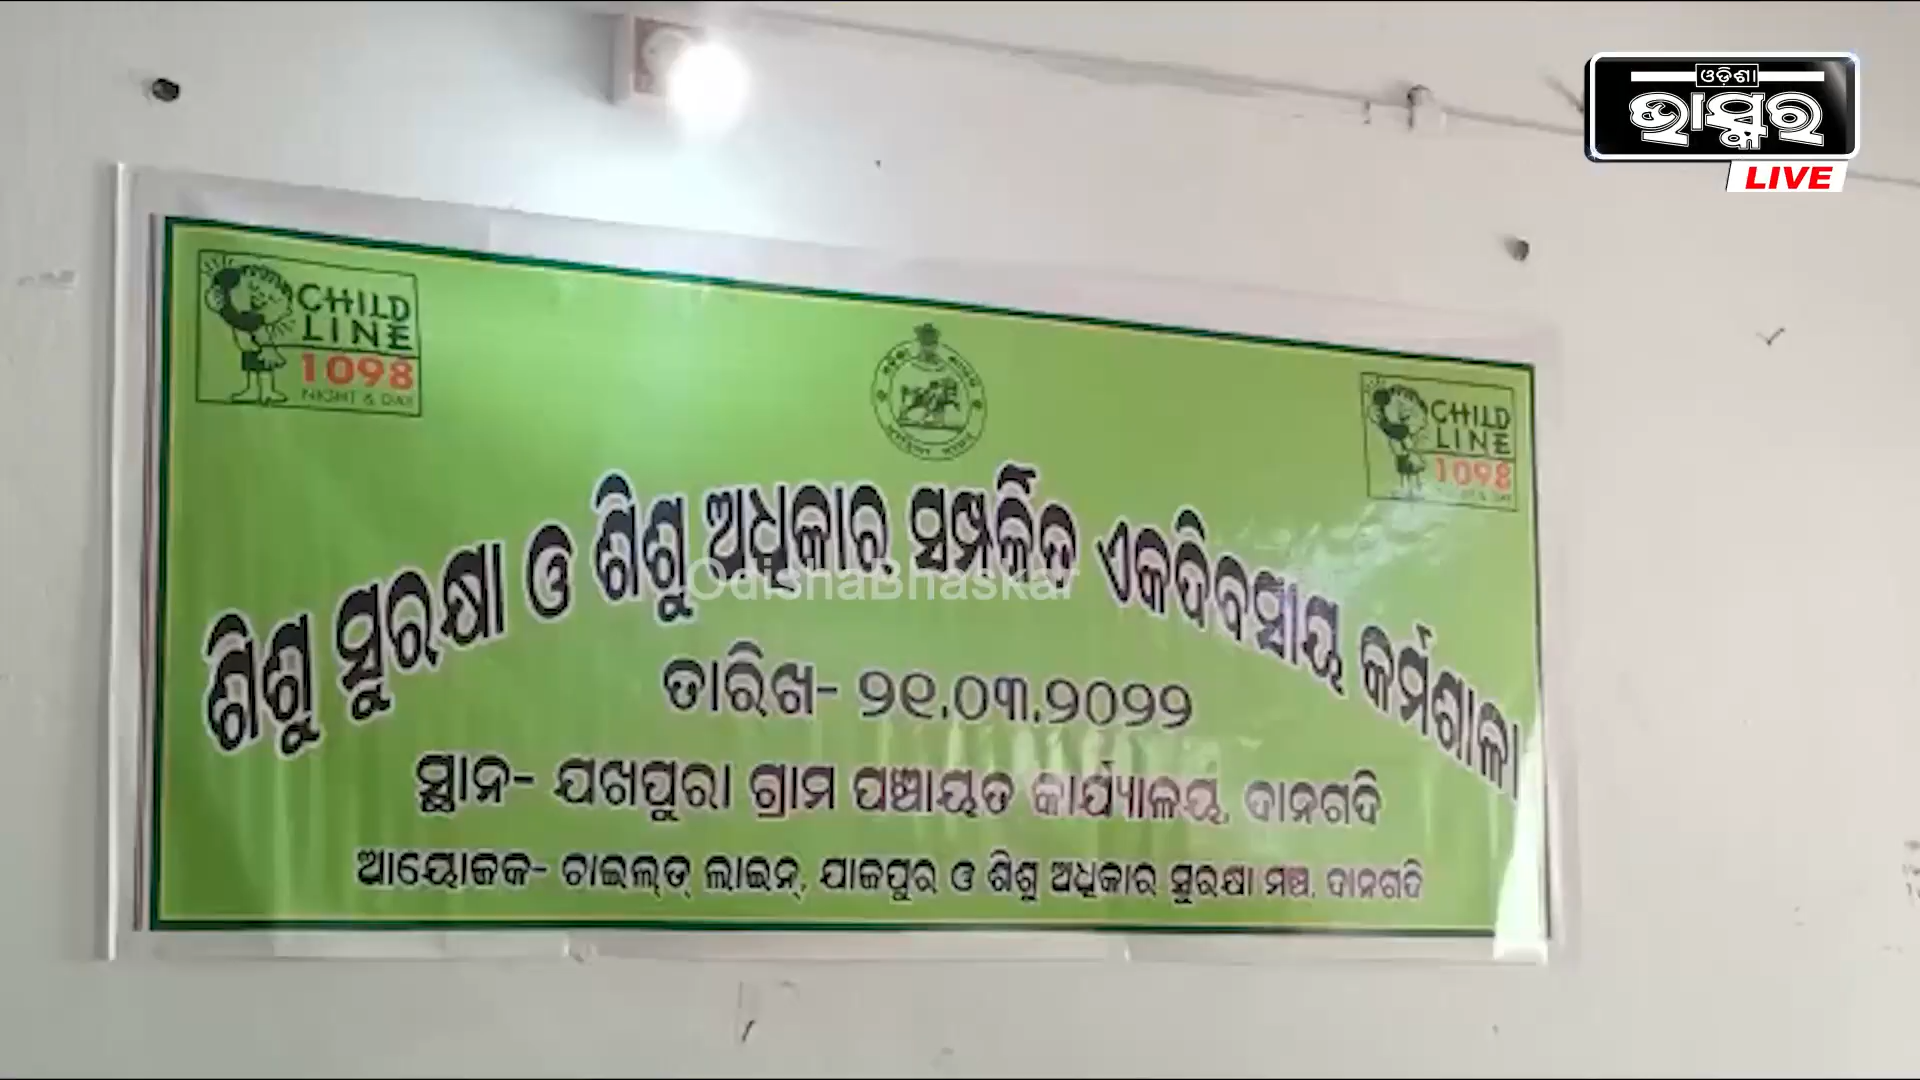 ଓଡ଼ିଶା
ଭାସ୍କର
LIVE
CHILD
LINE
1098
NIGHT & DAY
CHILD
LINE
1098
ଶିଶୁ ସୁରକ୍ଷା ଓ ଶିଶୁ ଅଧିକାର ସମ୍ପର୍କିତ ଏକଦିବସୀୟ କର୍ମଶାଳା
OdishaBhaskar
ତାରିଖ- ୨୧.୦୩.୨୦୨୨
ସ୍ଥାନ- ଯଖପୁରା ଗ୍ରାମ ପଞ୍ଚାୟତ କାର୍ଯ୍ୟାଳୟ, ଦାନଗଦି
ଆୟୋଜକ- ଚାଇଲ୍ଡ଼ ଲାଇନ୍, ଯାଜପୁର ଓ ଶିଶୁ ଅଧିକାର ସୁରକ୍ଷା ମଞ୍ଚ, ଦାନଗଦି